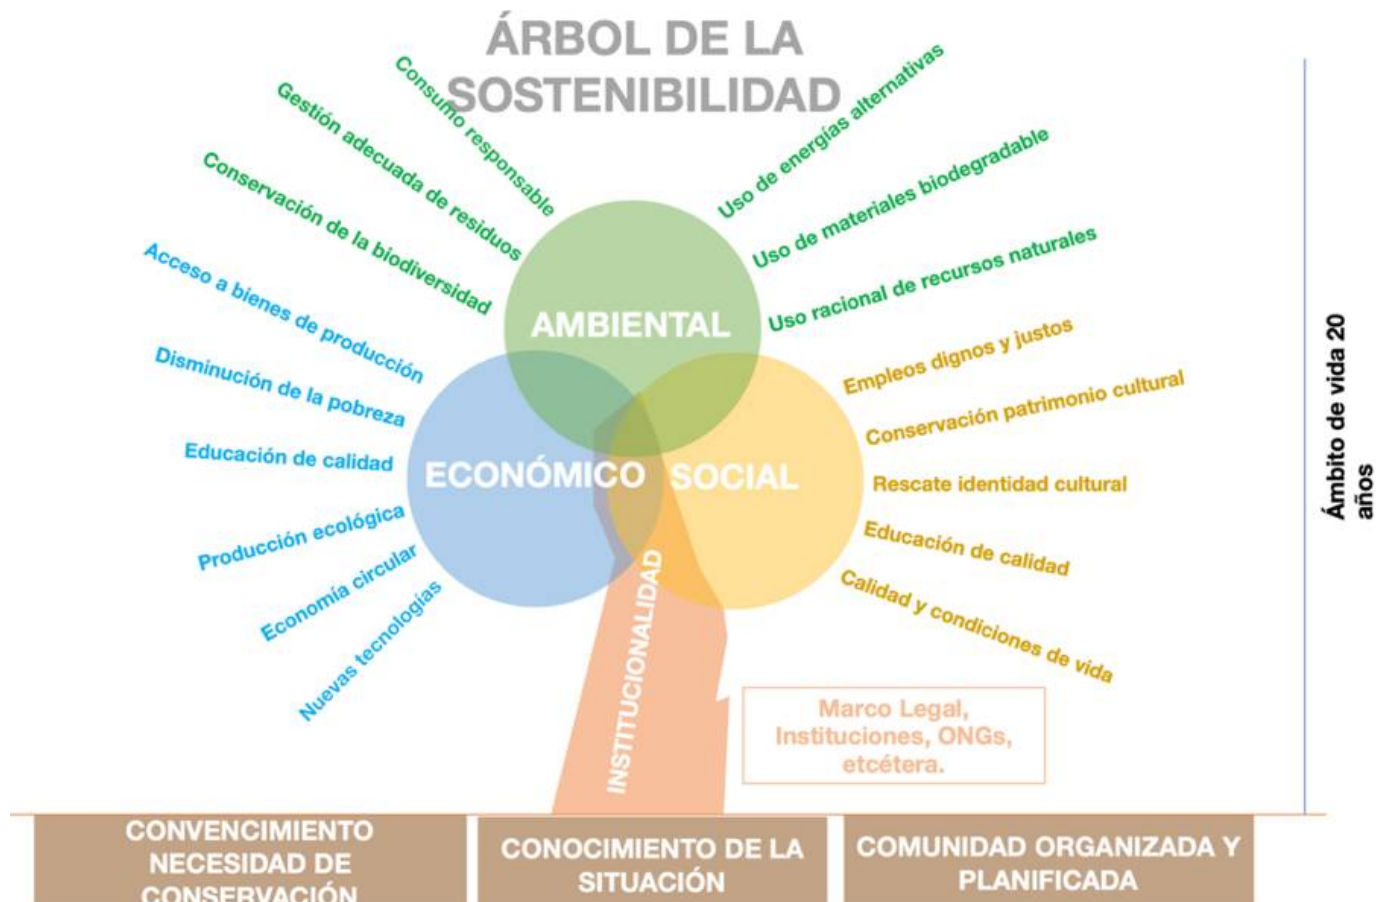 ÁRBOL DE LA
SOSTENIBILIDAD
Consumo responsable
Gestión adecuada de residuos
Conservación de la biodiversidad
Uso de energías alternativas
Uso de materiales biodegradable
Uso racional de recursos naturales
Acceso a bienes de producción
Disminución de la pobreza
Educación de calidad
Producción ecológica
Economía circular
Nuevas tecnologías
AMBIENTAL
ECONÓMICO
SOCIAL
Empleos dignos y justos
Conservación patrimonio cultural
Rescate identidad cultural
Educación de calidad
Calidad y condiciones de vida
INSTITUCIONALIDAD
Marco Legal,
Instituciones, ONGs,
etcétera.
Ámbito de vida 20
años
CONVENCIMIENTO
NECESIDAD DE
CONSERVACIÓN
CONOCIMIENTO DE LA
SITUACIÓN
COMUNIDAD ORGANIZADA Y
PLANIFICADA